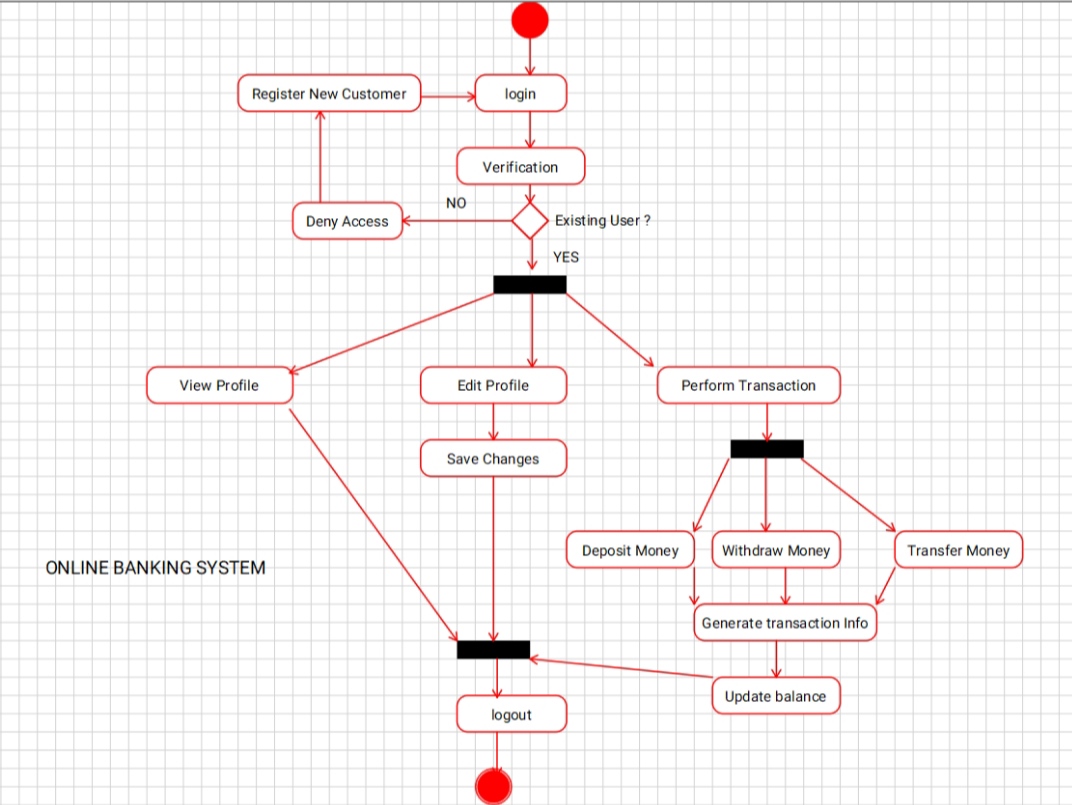 Register New Customer
login
Verification
NO
Deny Access
Existing User ?
YES
View Profile
Edit Profile
Perform Transaction
Save Changes
Deposit Money
Withdraw Money
Transfer Money
ONLINE BANKING SYSTEM
Generate transaction Info
Update balance
logout